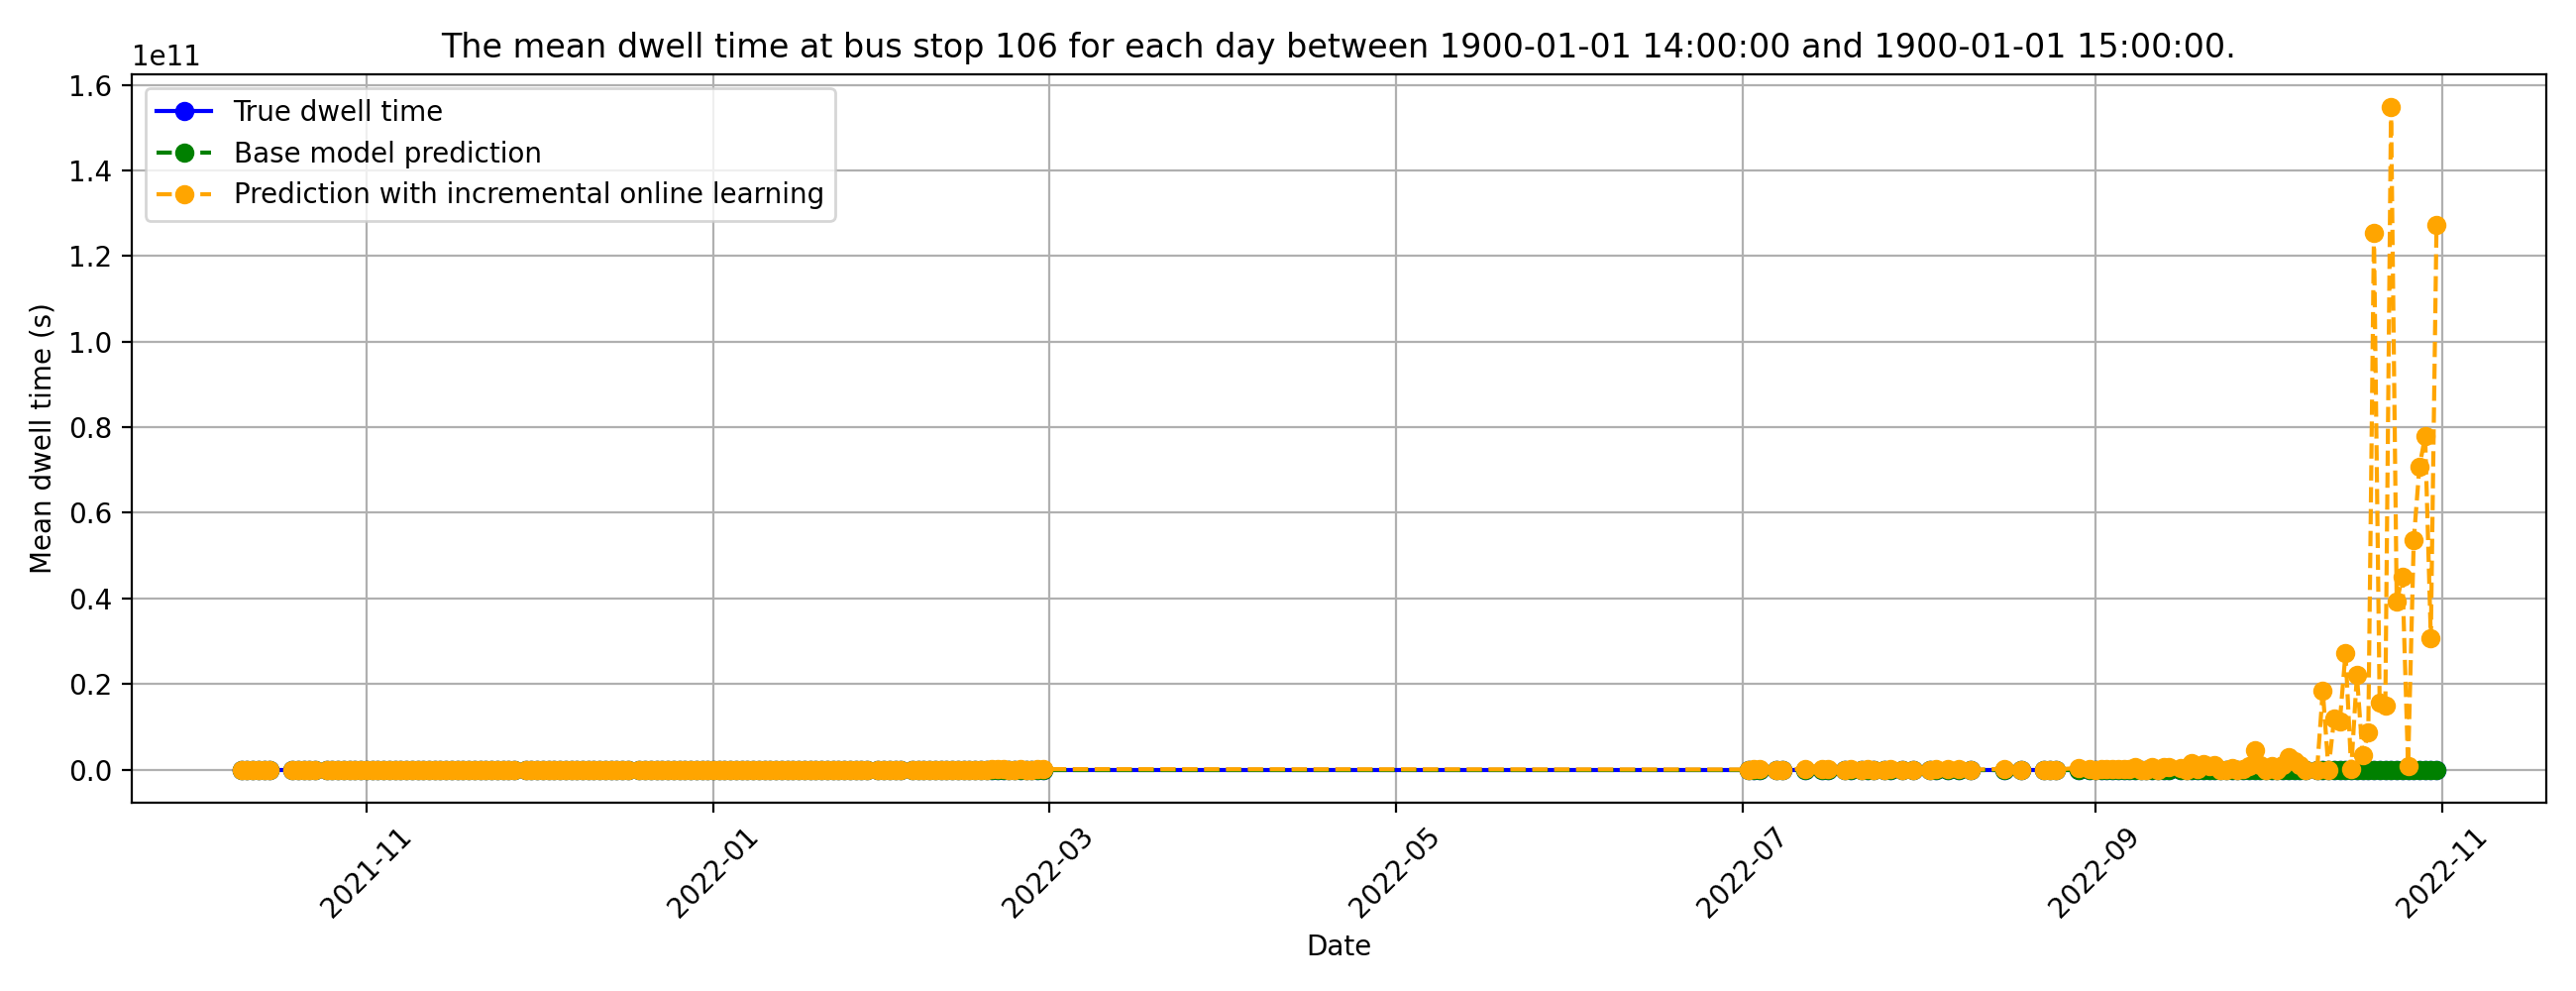 The mean dwell time at bus stop 106 for each day between 1900-01-01 14:00:00 and 1900-01-01 15:00:00.
1e11
1.6
1.4
1.2
1.0
0.8
0.6
0.4
0.2
0.0
Mean dwell time (s)
True dwell time
Base model prediction
Prediction with incremental online learning
2021-11
2022-01
2022-03
2022-05
2022-07
2022-09
2022-11
Date